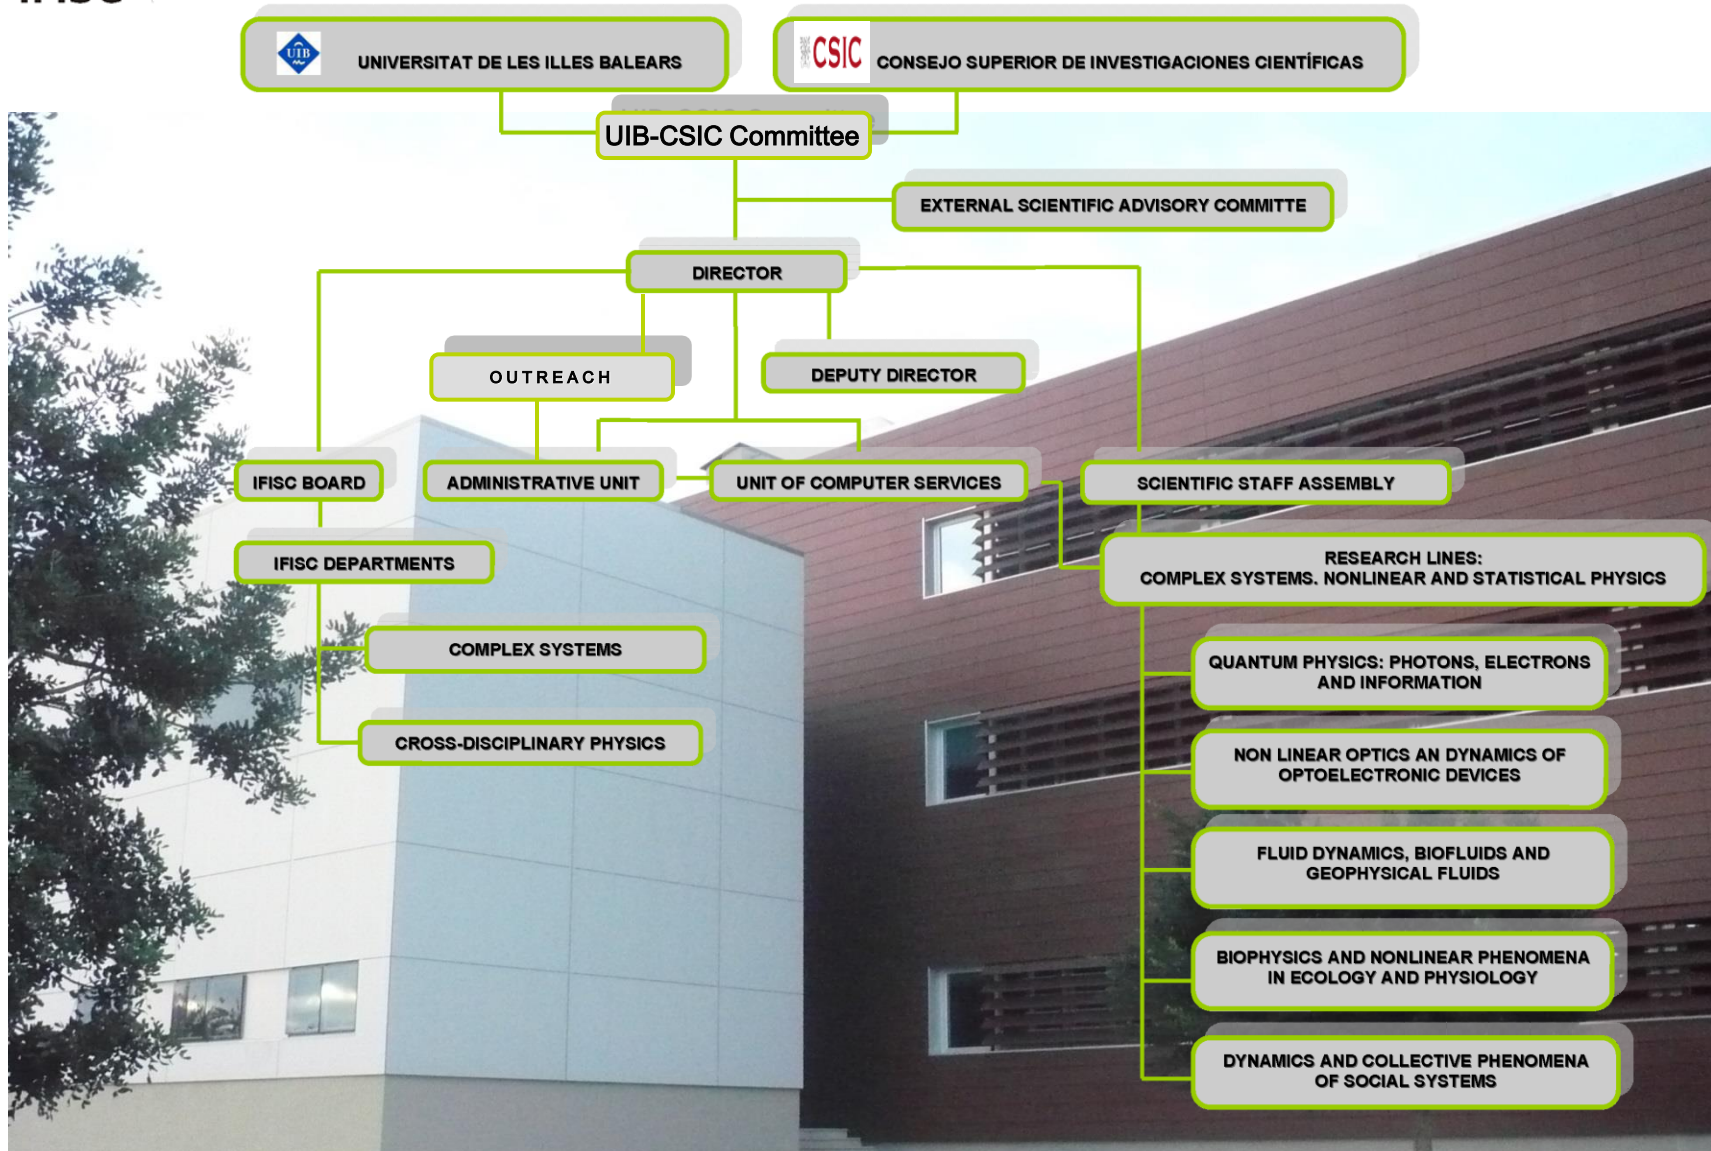 UIB
UNIVERSITAT DE LES ILLES BALEARS
CSIC
CONSEJO SUPERIOR DE INVESTIGACIONES CIENTÍFICAS
UIB-CSIC Committee
EXTERNAL SCIENTIFIC ADVISORY COMMITTE
DIRECTOR
OUTREACH
DEPUTY DIRECTOR
IFISC BOARD
ADMINISTRATIVE UNIT
UNIT OF COMPUTER SERVICES
SCIENTIFIC STAFF ASSEMBLY
IFISC DEPARTMENTS
RESEARCH LINES:
COMPLEX SYSTEMS. NONLINEAR AND STATISTICAL PHYSICS
COMPLEX SYSTEMS
CROSS-DISCIPLINARY PHYSICS
QUANTUM PHYSICS: PHOTONS, ELECTRONS
AND INFORMATION
NON LINEAR OPTICS AN DYNAMICS OF
OPTOELECTRONIC DEVICES
FLUID DYNAMICS, BIOFLUIDS AND
GEOPHYSICAL FLUIDS
BIOPHYSICS AND NONLINEAR PHENOMENA
IN ECOLOGY AND PHYSIOLOGY
DYNAMICS AND COLLECTIVE PHENOMENA
OF SOCIAL SYSTEMS